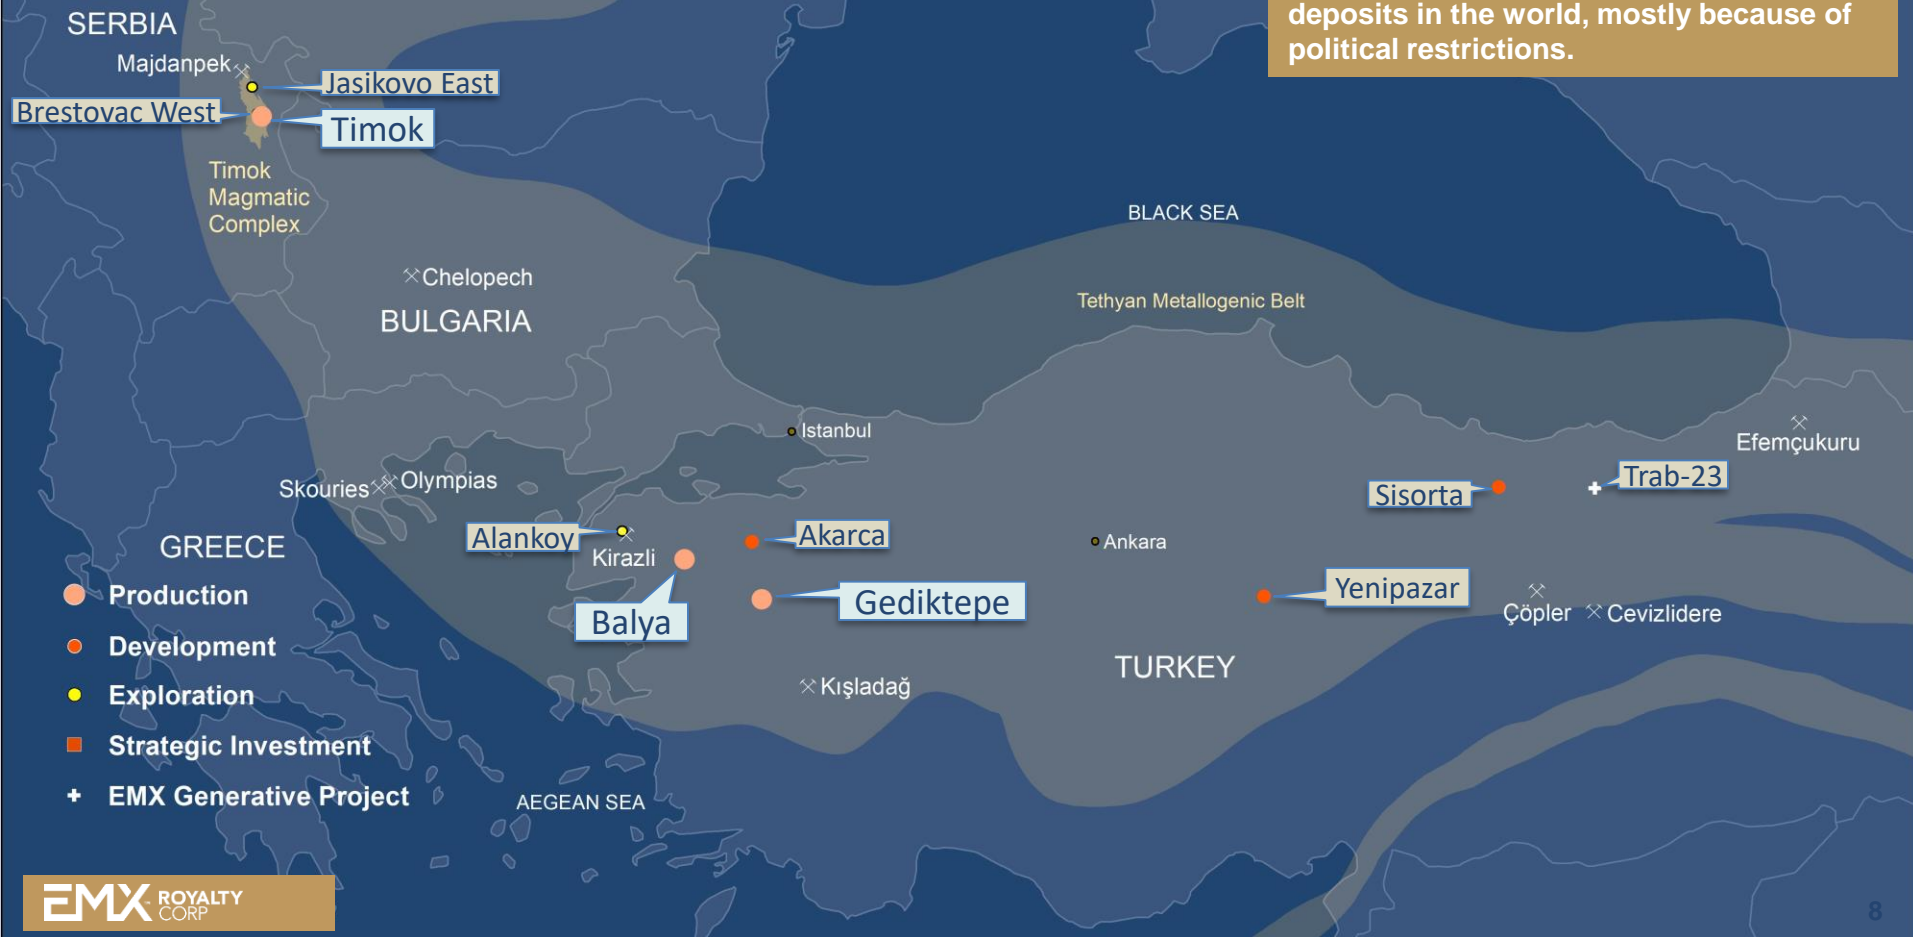 deposits in the world, mostly because of
political restrictions.
SERBIA
Majdanpek
Jasikovo East
Brestovac West
Timok
Timok
Magmatic
Complex
BLACK SEA
Chelopech
BULGARIA
Tethyan Metallogenic Belt
Istanbul
Efemçukuru
Skouries
Olympias
Trab-23
Sisorta
Alankoy
Kirazli
Akarca
Ankara
GREECE
Balya
Gediktepe
Yenipazar
Çöpler
Cevizlidere
TURKEY
Kışladağ
Production
Development
Exploration
Strategic Investment
EMX Generative Project
AEGEAN SEA
EMX ROYALTY
CORP
8